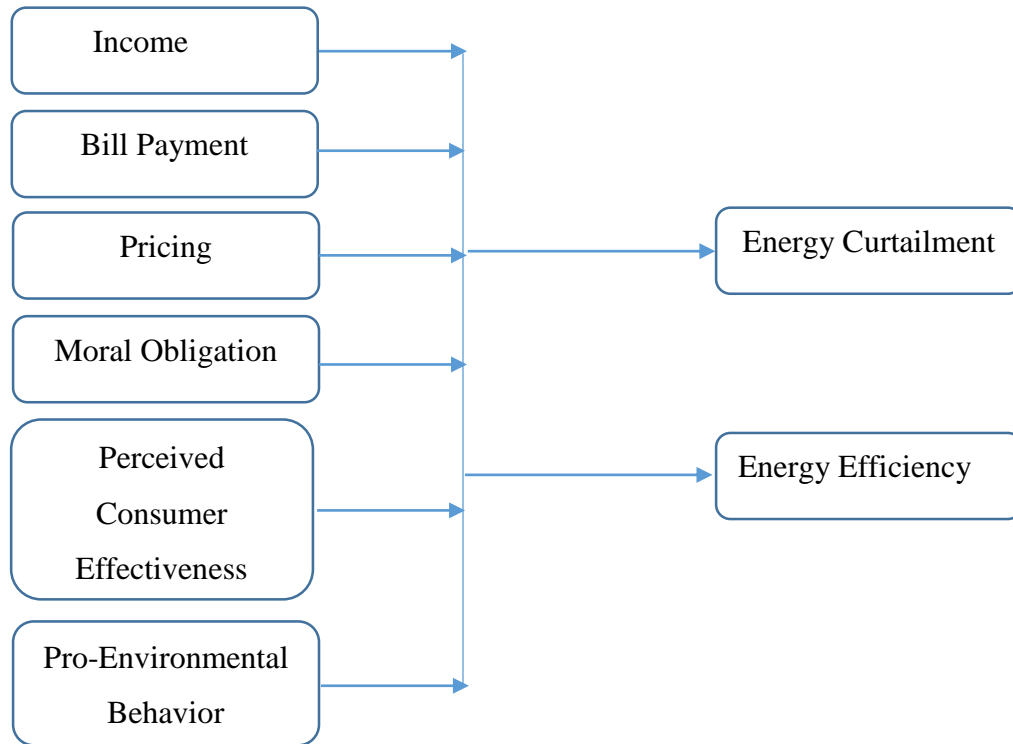 Income
Bill Payment
Pricing
Moral Obligation
Perceived
Consumer
Effectiveness
Pro-Environmental
Behavior
Energy Curtailment
Energy Efficiency